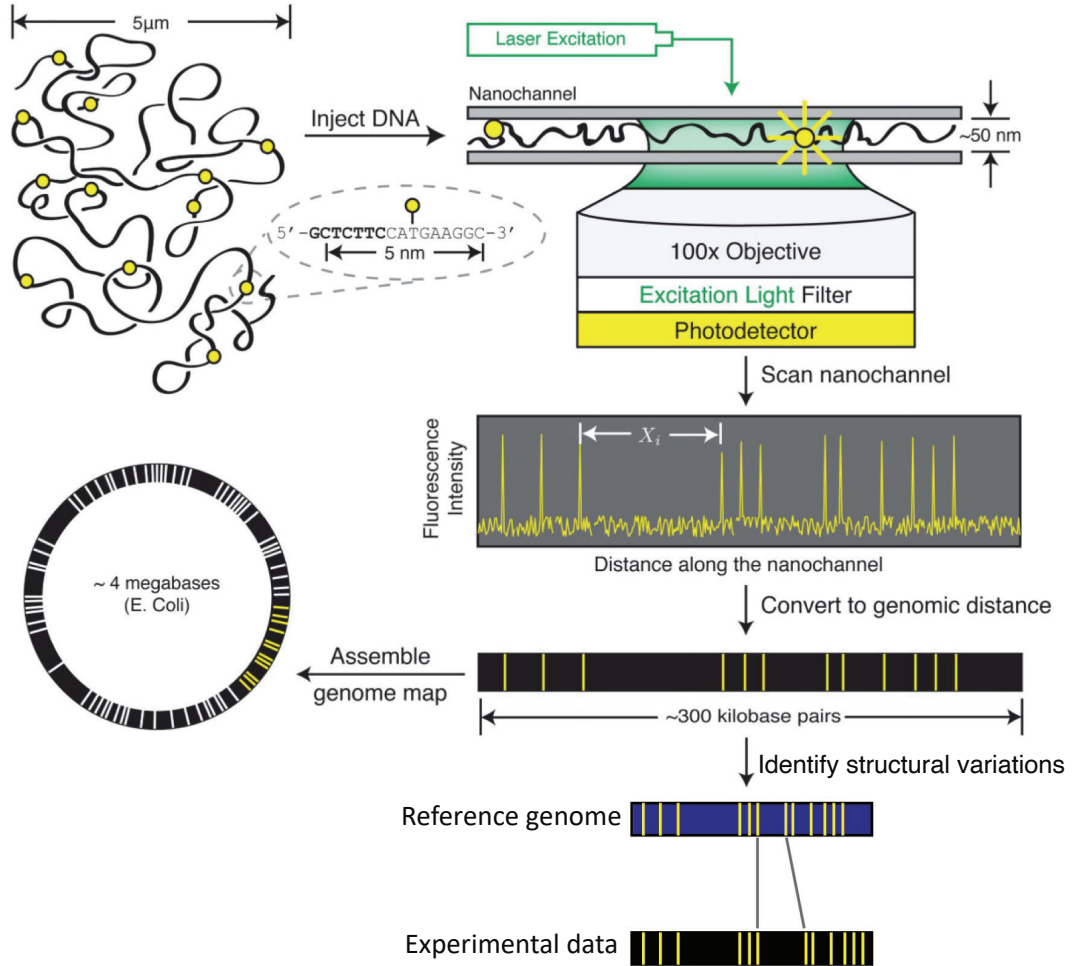 5μm
Laser Excitation
Nanochannel
Inject DNA
~50 nm
5′-GCTCTTCCATGAAGGC-3′
5 nm
100x Objective
Excitation Light Filter
Photodetector
Scan nanochannel
Fluorescence
Intensity
X_i
Distance along the nanochannel
~ 4 megabases
(E. Coli)
Convert to genomic distance
Assemble
genome map
~300 kilobase pairs
Identify structural variations
Reference genome
Experimental data